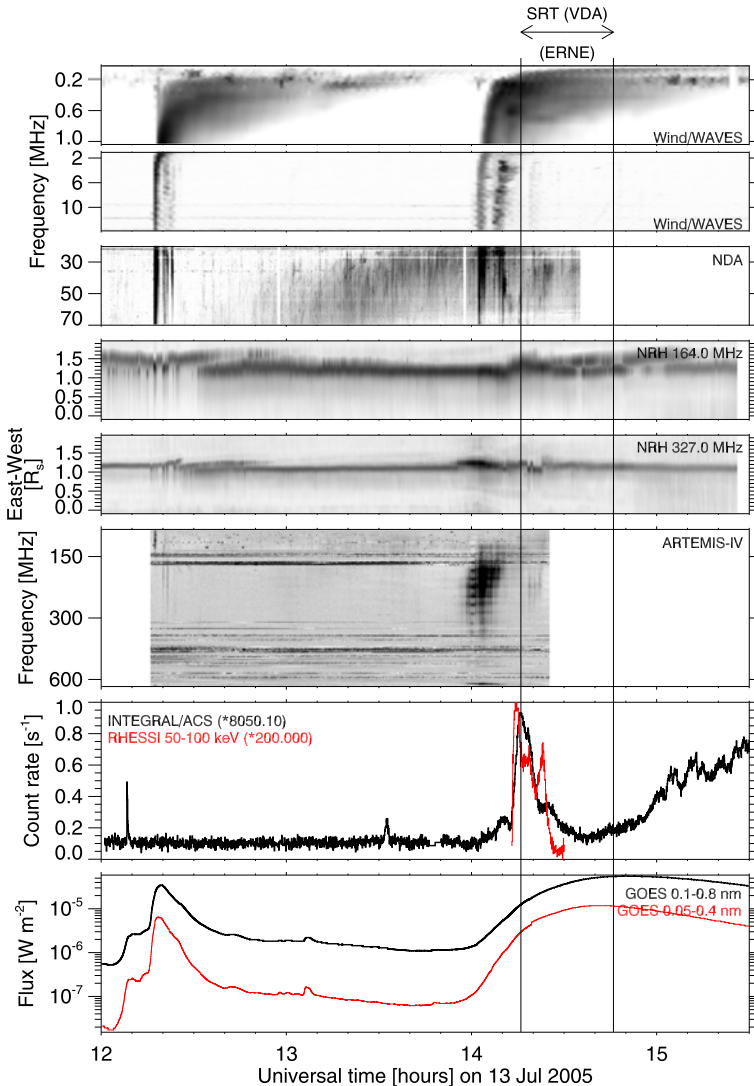 SRT (VDA)
(ERNE)
0.2
0.6
1.0
Wind/WAVES
2
6
10
Wind/WAVES
Frequency [MHz]
30
50
70
NDA
1.5
1.0
0.5
0.0
NRH 164.0 MHz
1.5
1.0
0.5
0.0
NRH 327.0 MHz
East-West
[Rs]
150
300
600
ARTEMIS-IV
Frequency [MHz]
1.0
0.8
0.6
0.4
0.2
0.0
INTEGRAL/ACS (*8050.10)
RHESSI 50-100 keV (*200.000)
Count rate [s-1]
10-5
10-6
10-7
GOES 0.1-0.8 nm
GOES 0.05-0.4 nm
Flux [W m-2]
12 13 14 15
Universal time [hours] on 13 Jul 2005